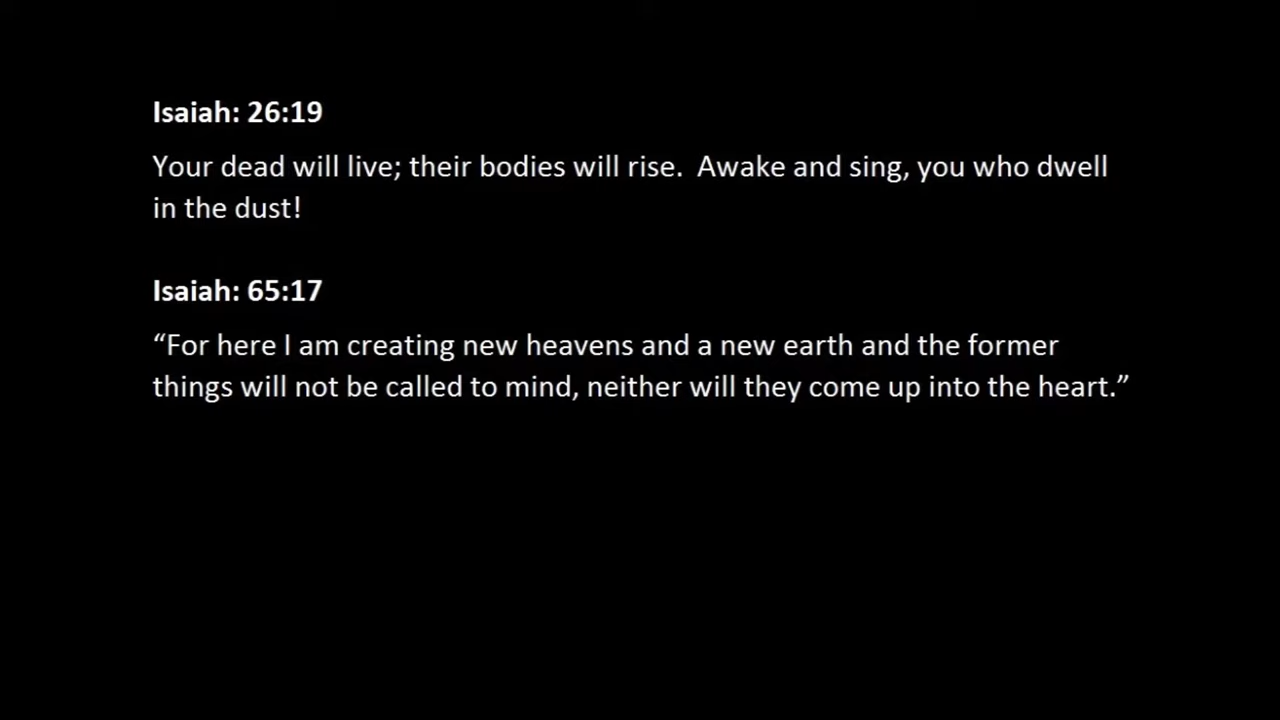 Isaiah: 26:19
Your dead will live; their bodies will rise.  Awake and sing, you who dwell
in the dust!
Isaiah: 65:17
“For here I am creating new heavens and a new earth and the former
things will not be called to mind, neither will they come up into the heart.”